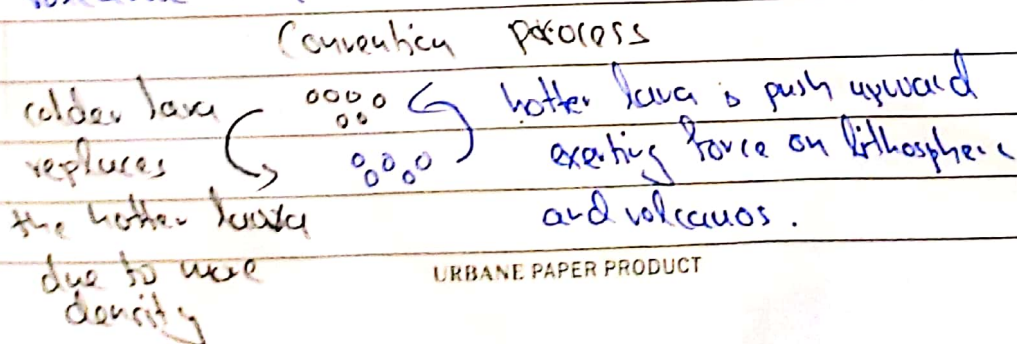 Convention process
colder lava
replaces
the hotter lava
due to more
density
hotter lava is push upward
exerting force on lithosphere
and volcanos.
URBANE PAPER PRODUCT